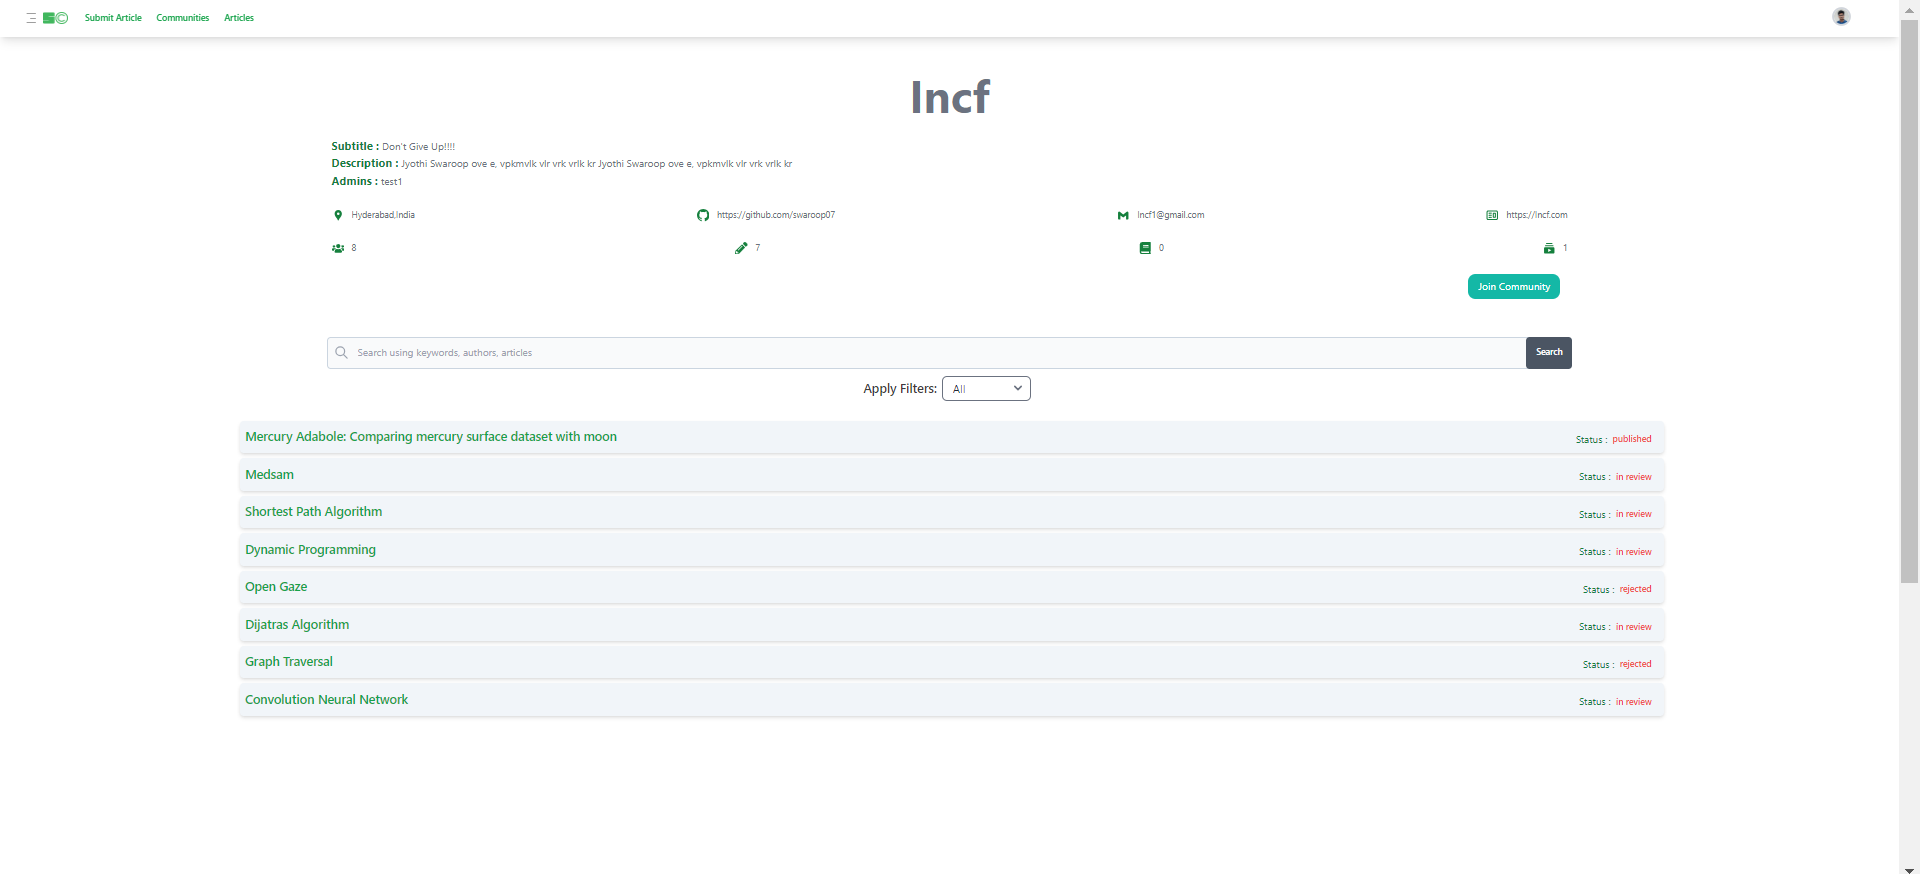 SC Submit Article Communities Articles
Incf
Subtitle : Don't Give Up!!!!
Description : Jyothi Swaroop ove e, vpkmvlk vlr vrk vrlk kr Jyothi Swaroop ove e, vpkmvlk vlr vrk vrlk kr
Admins : test1
Hyderabad,India https://github.com/swaroop07 Incf1@gmail.com https://Incf.com
8 7 0 1
Join Community
Search using keywords, authors, articles Search
Apply Filters: All
Mercury Adabole: Comparing mercury surface dataset with moon Status : published
Medsam Status : in review
Shortest Path Algorithm Status : in review
Dynamic Programming Status : in review
Open Gaze Status : rejected
Dijatras Algorithm Status : in review
Graph Traversal Status : rejected
Convolution Neural Network Status : in review